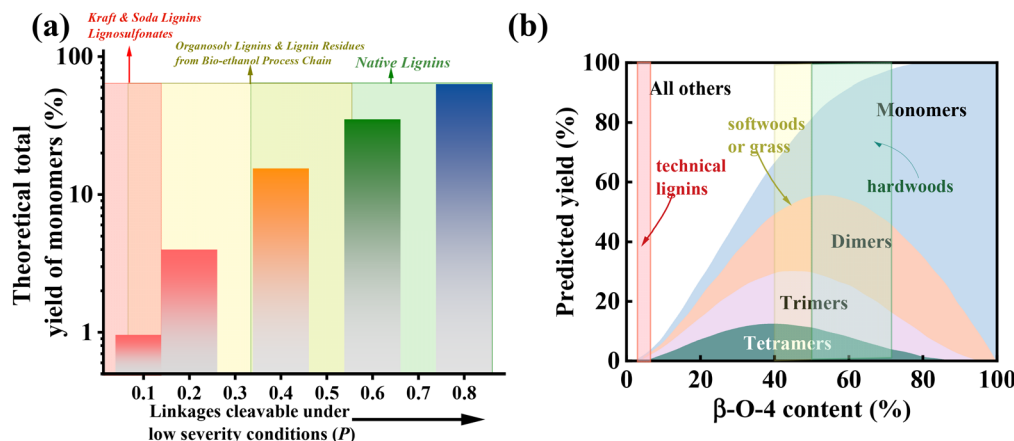 (a)
Kraft & Soda Lignins
Lignosulfonates
Organosolv Lignins & Lignin Residues
from Bio-ethanol Process Chain
Native Lignins
Theoretical total
yield of monomers (%)
100
10
1
0.1 0.2 0.3 0.4 0.5 0.6 0.7 0.8
Linkages cleavable under
low severity conditions (P)
(b)
Predicted yield (%)
100
80
60
40
20
0
All others
Monomers
softwoods
or grass
technical
lignins
hardwoods
Dimers
Trimers
Tetramers
0 20 40 60 80 100
β-O-4 content (%)